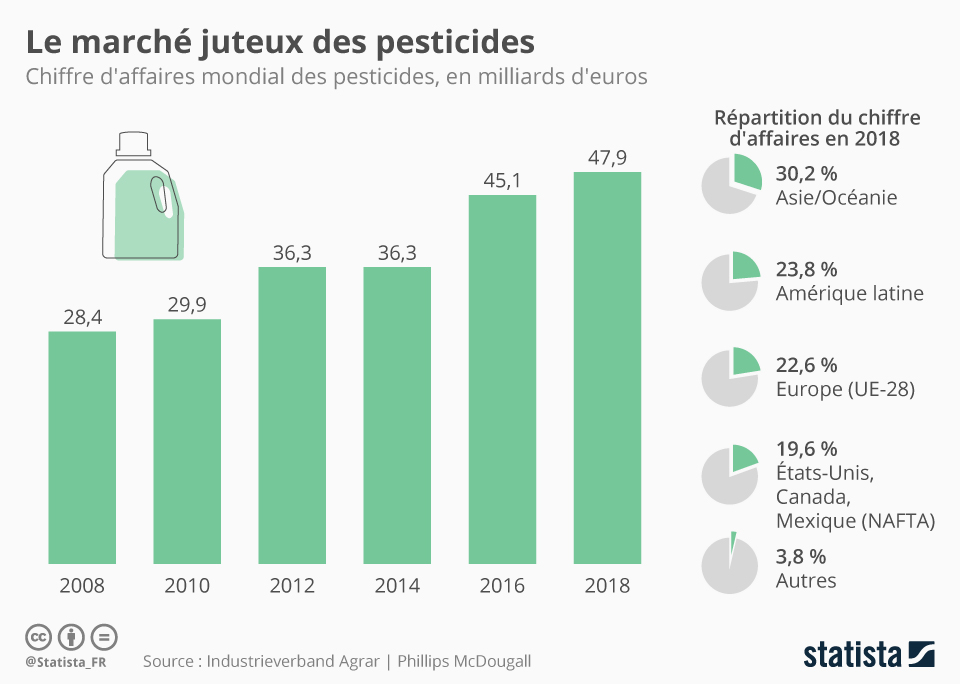 Le marché juteux des pesticides
Chiffre d'affaires mondial des pesticides, en milliards d'euros
28,4
29,9
36,3
36,3
45,1
47,9
2008
2010
2012
2014
2016
2018
Répartition du chiffre
d'affaires en 2018
30,2 %
Asie/Océanie
23,8 %
Amérique latine
22,6 %
Europe (UE-28)
19,6 %
États-Unis,
Canada,
Mexique (NAFTA)
3,8 %
Autres
cc
@Statista_FR
Source : Industrieverband Agrar | Phillips McDougall
statista